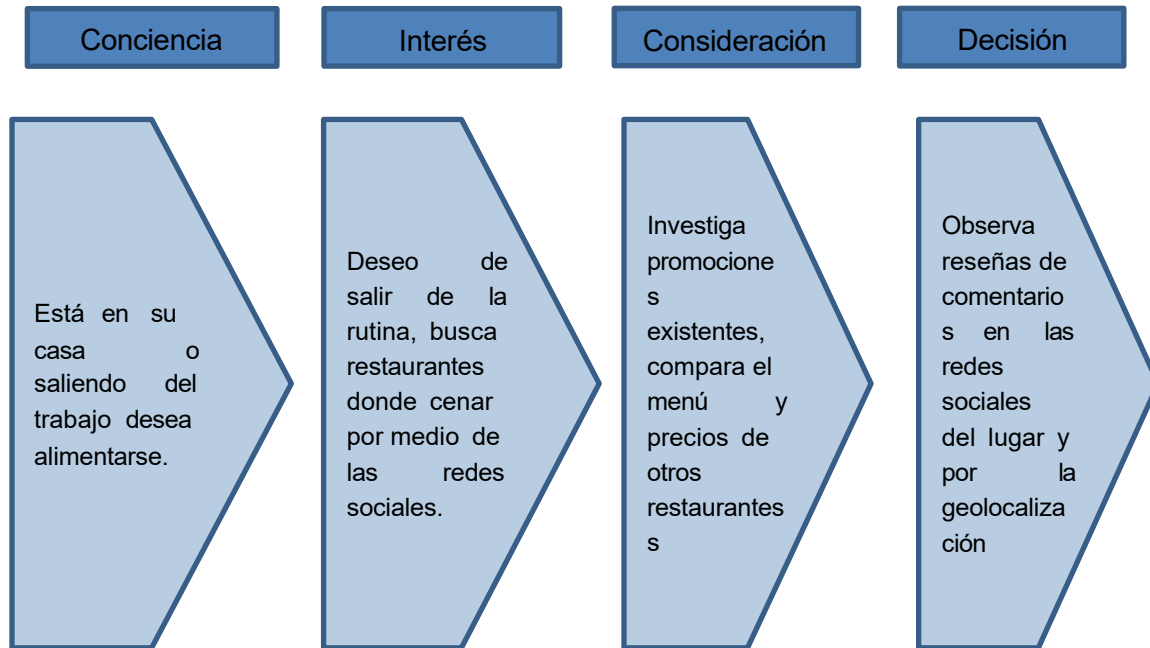 Conciencia
Interés
Consideración
Decisión
Está en su
casa o
saliendo del
trabajo desea
alimentarse.
Deseo de
salir de la
rutina, busca
restaurantes
donde cenar
por medio de
las redes
sociales.
Investiga
promocione
s
existentes,
compara el
menú y
precios de
otros
restaurantes
s
Observa
reseñas de
comentario
s en las
redes
sociales
del lugar y
por la
geolocaliza
ción